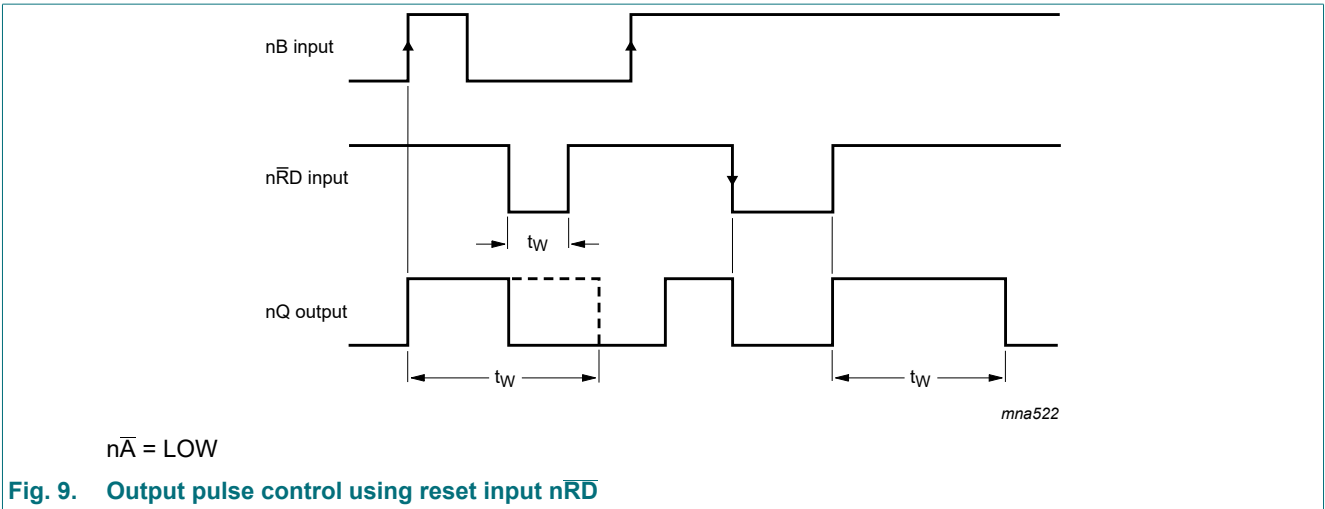 nB input
nR̅D input
tW
nQ output
tW
tW
mna522
nA̅ = LOW
Fig. 9. Output pulse control using reset input nR̅D̅